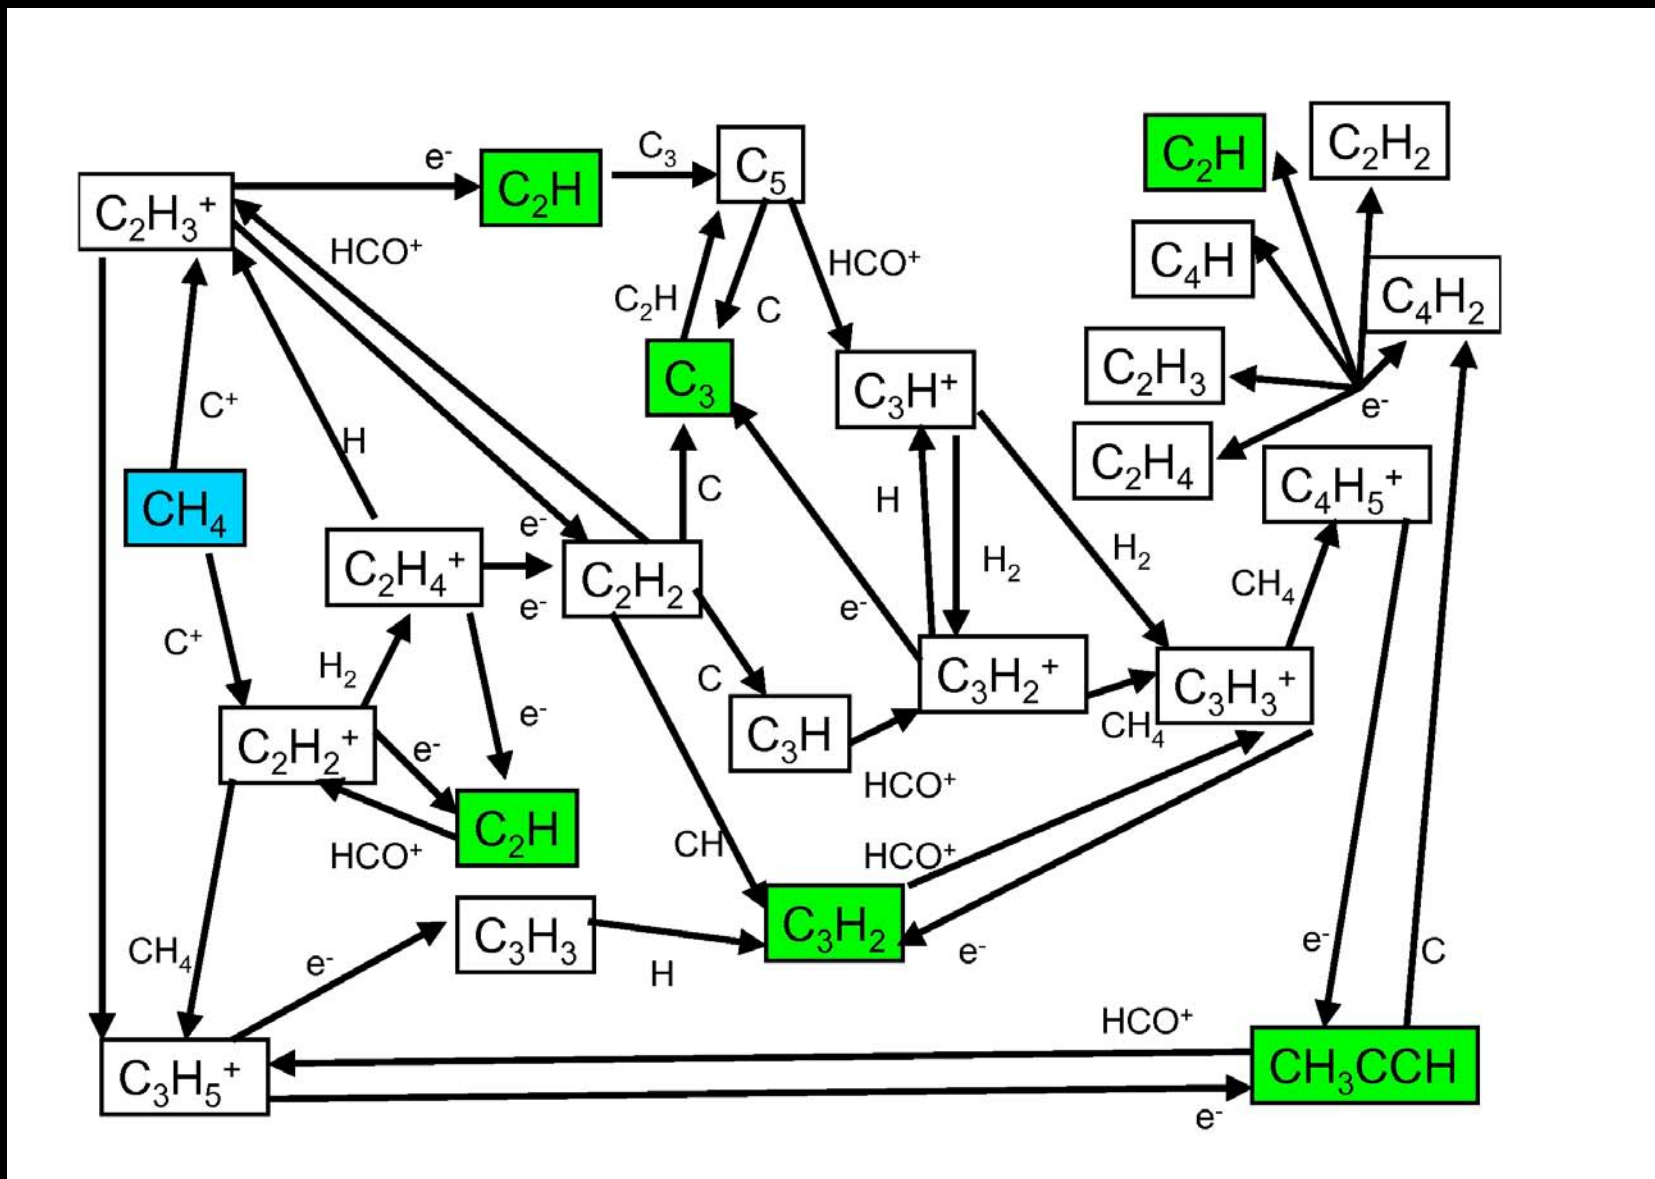 C₂H₂
C₂H
e⁻
C₃
C₅
C₂H
C₂H₃⁺
C₄H
HCO⁺
HCO⁺
C₂H
C
C₄H₂
C₃
C₃H⁺
C₂H₃
C⁺
e⁻
H
C₂H₄
C₄H₅⁺
CH₄
C
H
e⁻
H₂
H₂
C₂H₄⁺
C₂H₂
e⁻
e⁻
CH₄
C⁺
H₂
C
C₃H₂⁺
C₃H₃⁺
e⁻
C₂H₂⁺
e⁻
C₃H
CH₄
HCO⁺
C₂H
HCO⁺
CH
HCO⁺
C₃H₃
C₃H₂
CH₄
e⁻
H
e⁻
e⁻
C
HCO⁺
C₃H₅⁺
CH₃CCH
e⁻